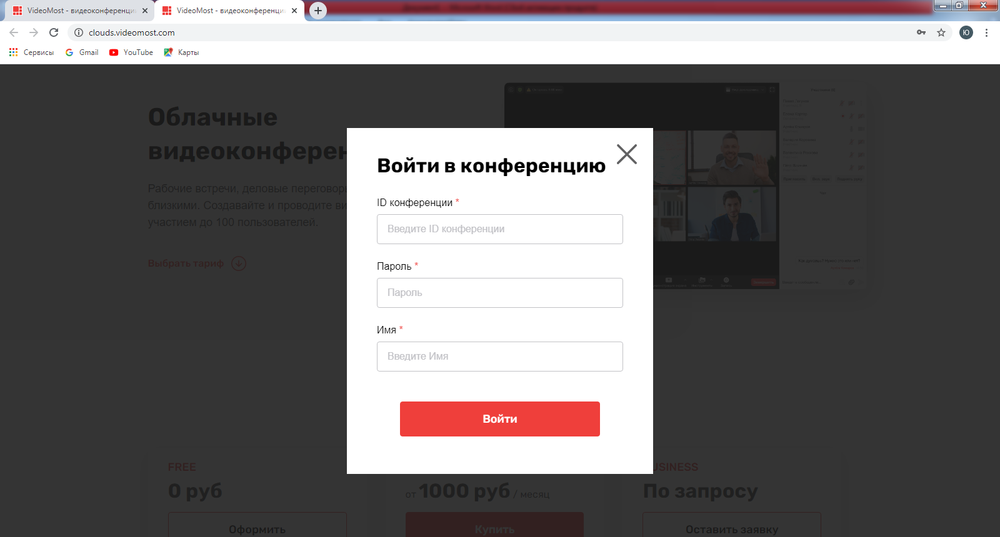 VideoMost - видеоконференци
VideoMost - видеоконференци
clouds.videomost.com
Ю
Сервисы
Gmail
YouTube
Карты
Облачные
видеоконферен
Рабочие встречи, деловые переговоры
близкими. Создавайте и проводите ви
участием до 100 пользователей.
Выбрать тариф
Войти в конференцию
ID конференции *
Введите ID конференции
Пароль *
Пароль
Имя *
Введите Имя
Войти
FREE
0 руб
Оформить
от 1000 руб / месяц
Купить
USINESS
По запросу
Оставить заявку